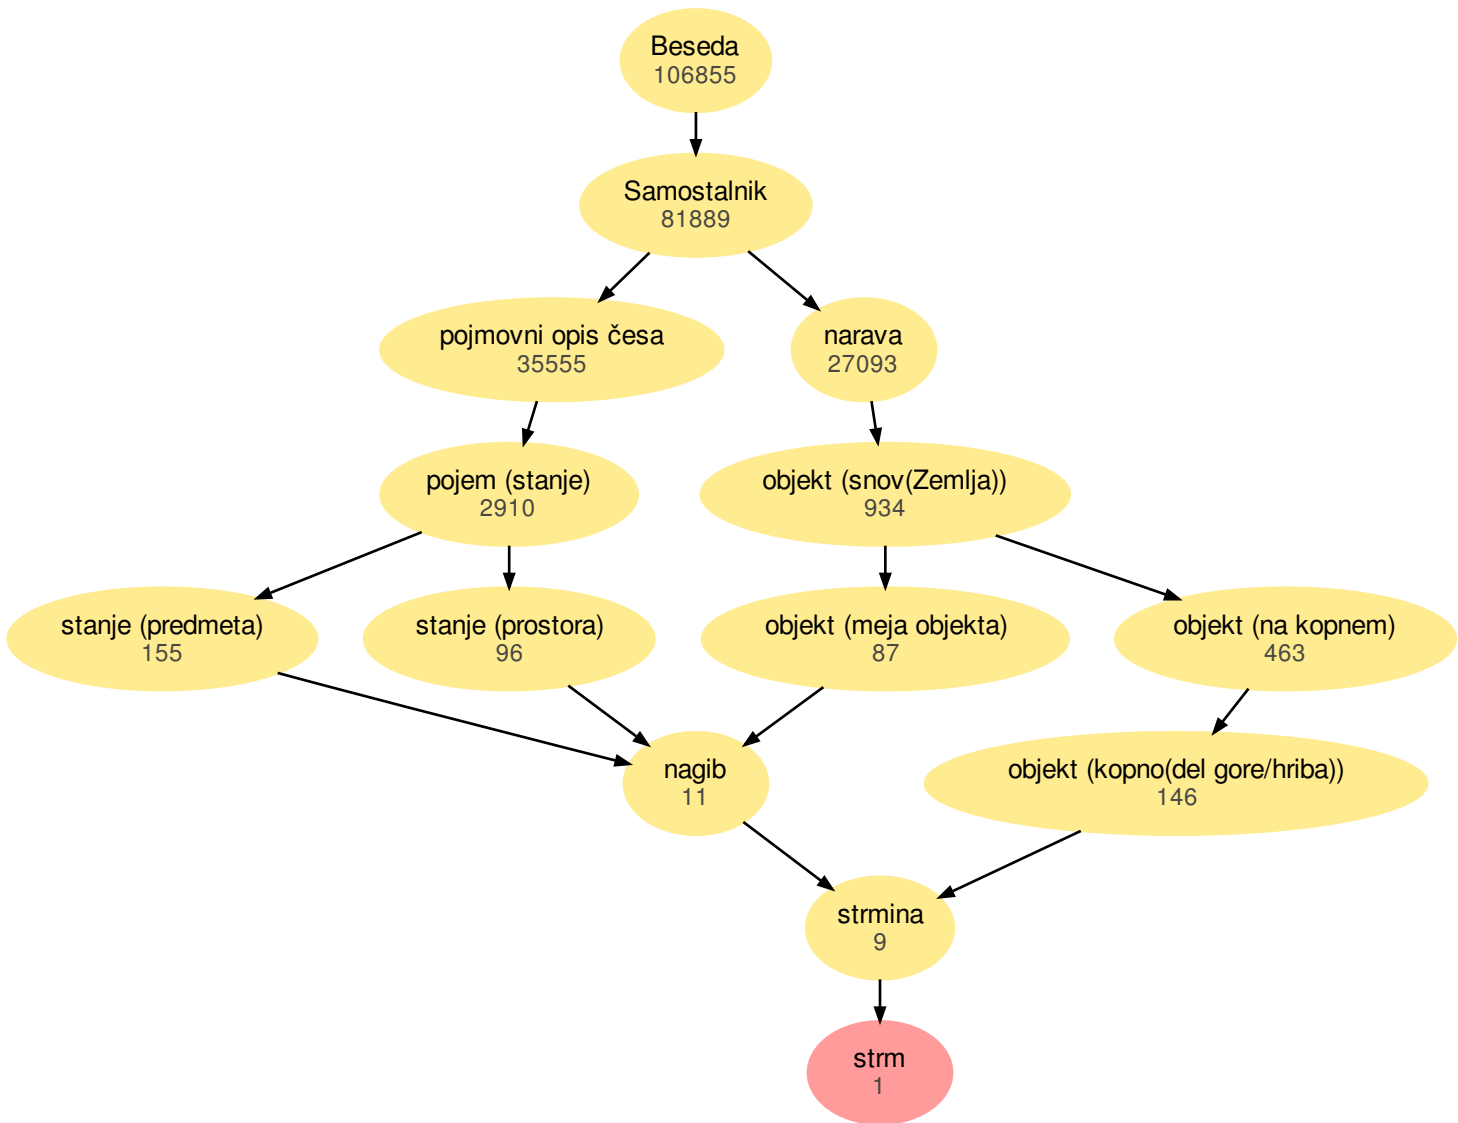 Beseda
106855
Samostalnik
81889
pojmovni opis česa
35555
narava
27093
pojem (stanje)
2910
objekt (snov(Zemlja))
934
stanje (predmeta)
155
stanje (prostora)
96
objekt (meja objekta)
87
objekt (na kopnem)
463
nagib
11
objekt (kopno(del gore/hriba))
146
strmina
9
strm
1